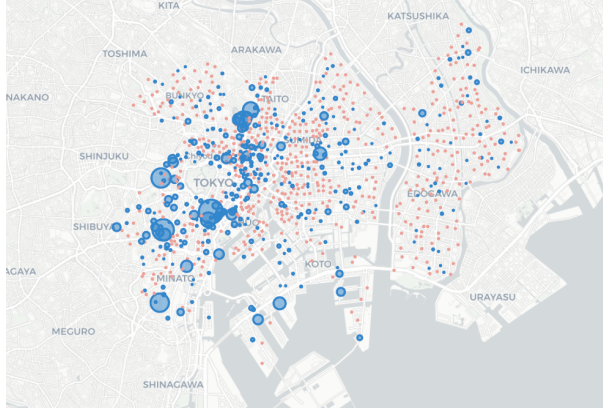 KITA
KATSUSHIKA
TOSHIMA
ARAKAWA
ICHIKAWA
NAKANO
BUNKYO
TAITO
SHINJUKU
TOKYO
EDOGAWA
SHIBUYA
KOTO
MINATO
URAYASU
MEGURO
SHINAGAWA